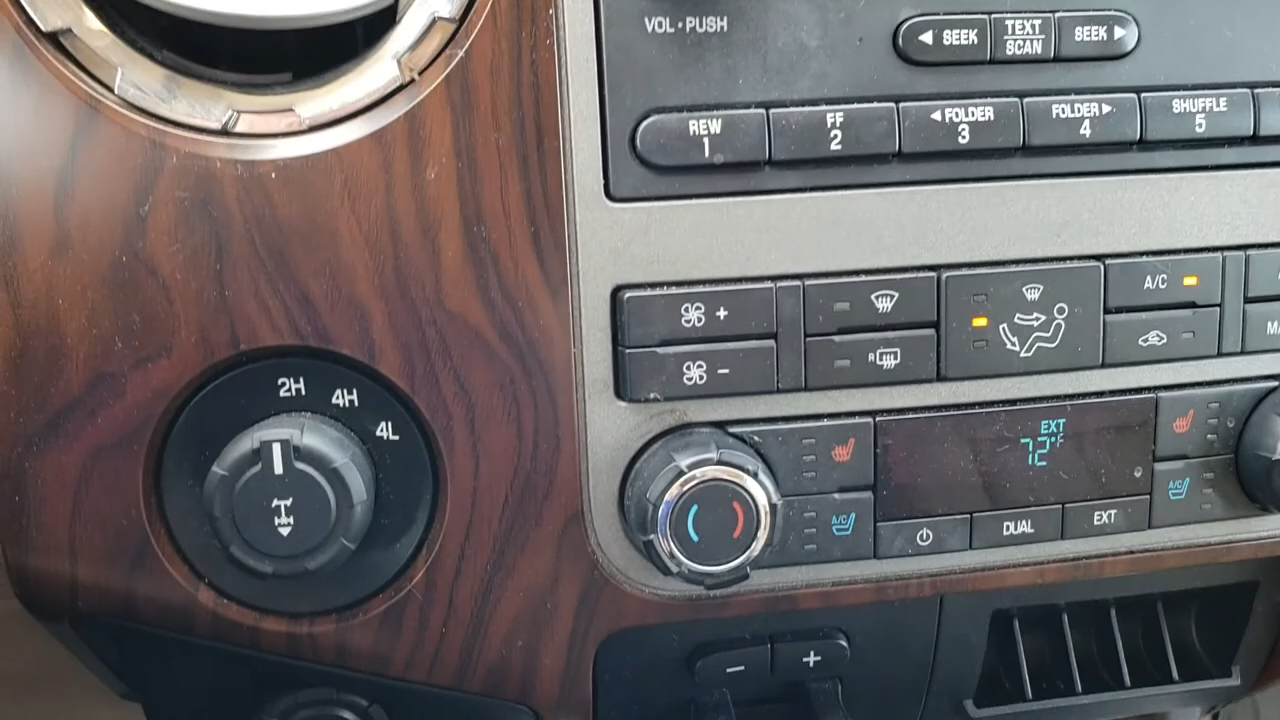 VOL • PUSH
◀ SEEK
TEXT
SCAN
SEEK ▶
REW
1
FF
2
◀ FOLDER
3
FOLDER ▶
4
SHUFFLE
5
+
A/C
−
R
2H
4H
4L
EXT
72°F
A/C
A/C
DUAL
EXT
− +